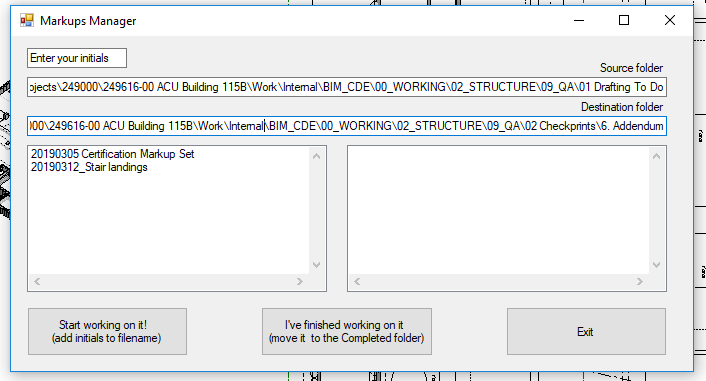 Markups Manager
Enter your initials
Source folder
ojects\249000\249616-00 ACU Building 115B\Work\Internal\BIM_CDE\00_WORKING\02_STRUCTURE\09_QA\01 Drafting To Do
Destination folder
000\249616-00 ACU Building 115B\Work\Internal\BIM_CDE\00_WORKING\02_STRUCTURE\09_QA\02 Checkprints\6. Addendum
20190305 Certification Markup Set
20190312_Stair landings
Start working on it!
(add initials to filename)
I've finished working on it
(move it to the Completed folder)
Exit